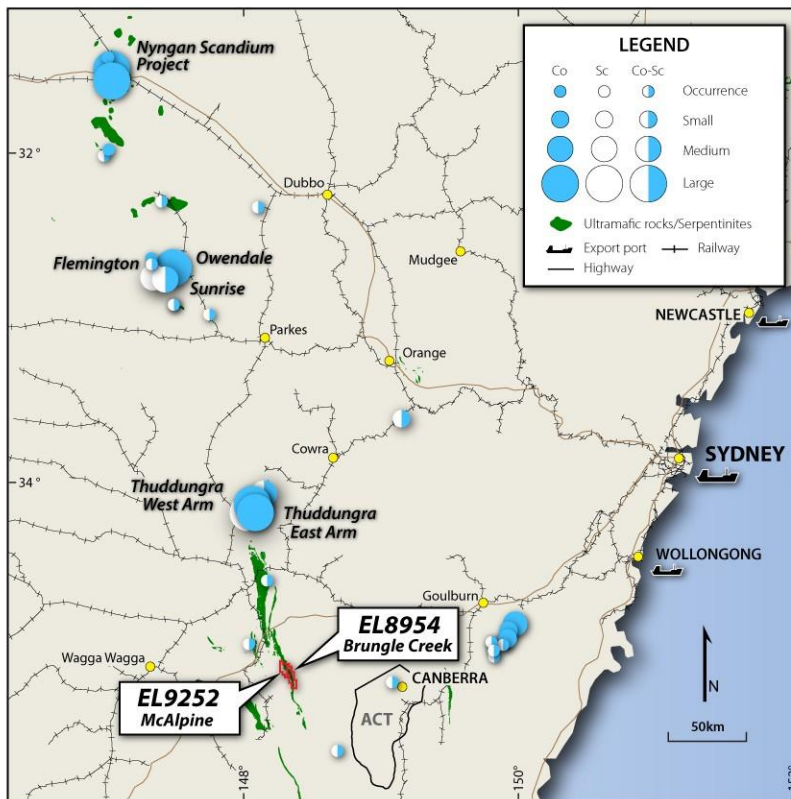 Nyngan Scandium
Project
LEGEND
Co Sc Co-Sc
Occurrence
Small
Medium
Large
Ultramafic rocks/Serpentinites
Export port Railway
Highway
32°
Dubbo
Mudgee
Flemington
Owendale
Sunrise
NEWCASTLE
Parkes
Orange
Cowra
SYDNEY
34°
Thuddungra
West Arm
Thuddungra
East Arm
WOLLONGONG
Goulburn
EL8954
Brungle Creek
Wagga Wagga
EL9252
McAlpine
CANBERRA
ACT
N
50km
148°
150°
152°